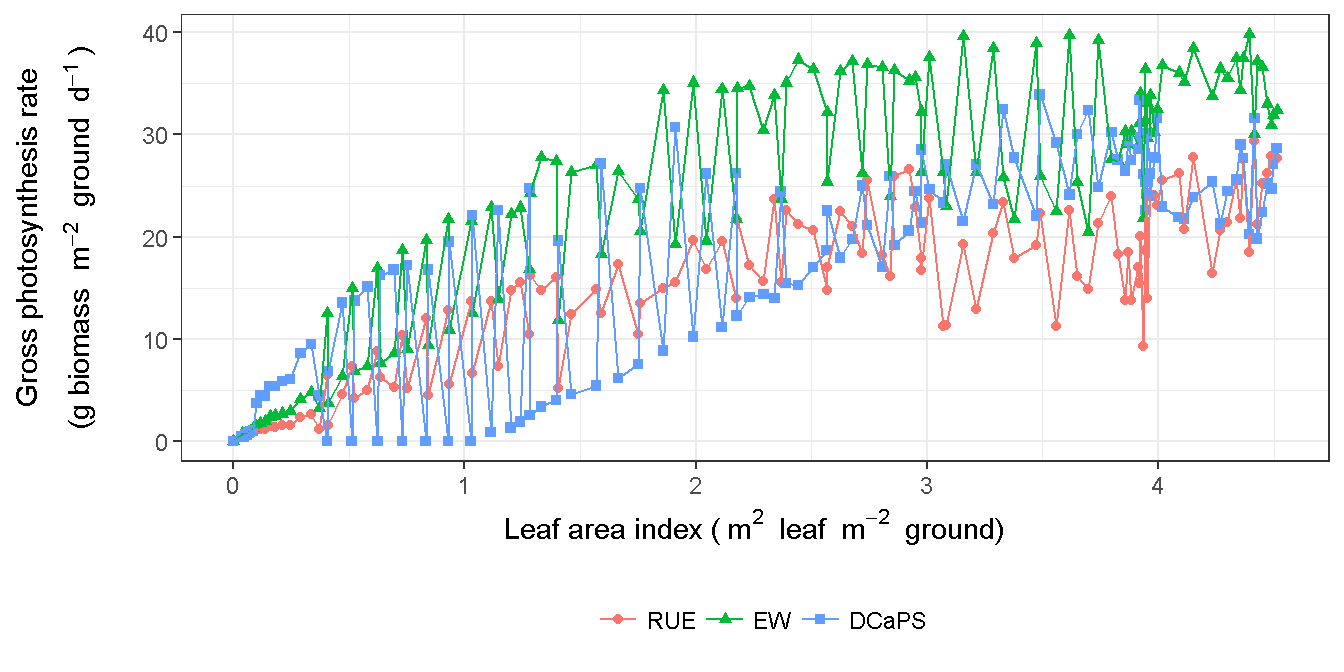 Gross photosynthesis rate
(g biomass m⁻² ground d⁻¹)
40
30
20
10
0
0 1 2 3 4
Leaf area index ( m² leaf m⁻² ground)
RUE EW DCaPS